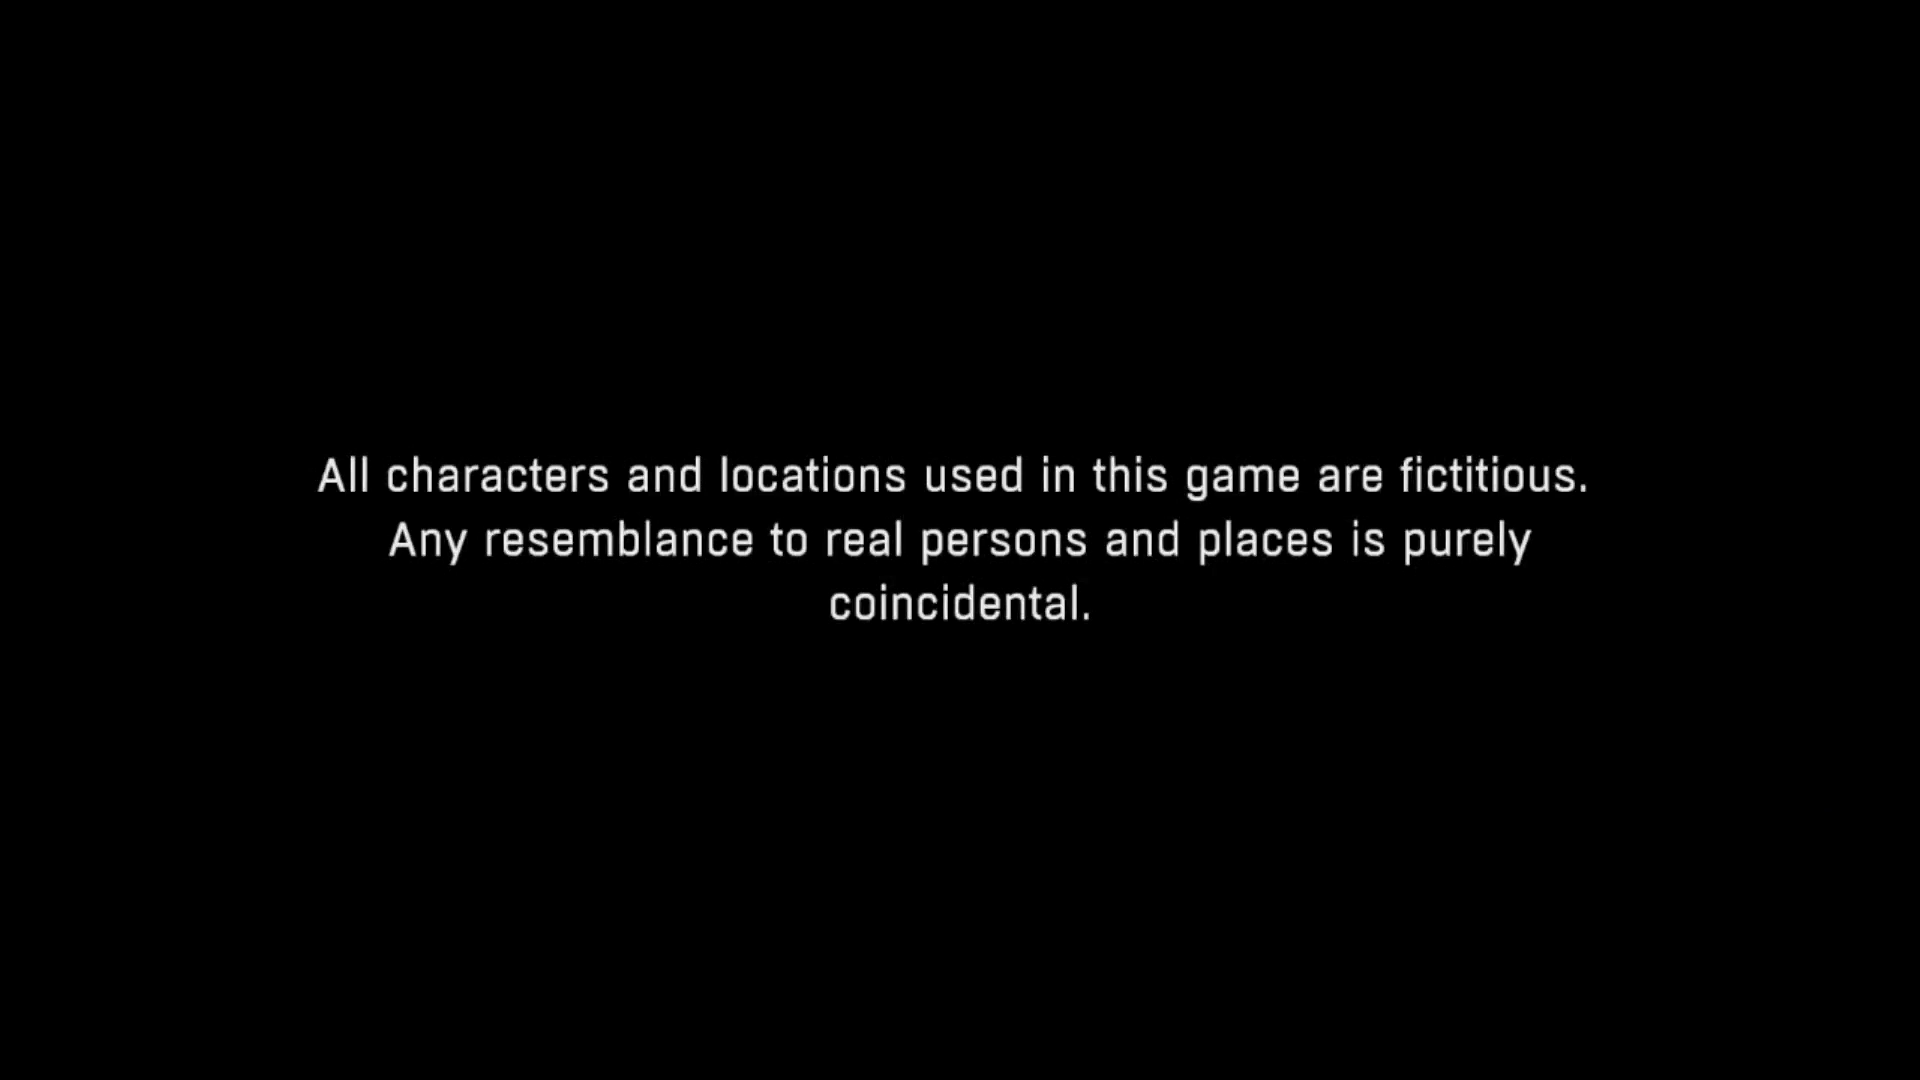 All characters and locations used in this game are fictitious.
Any resemblance to real persons and places is purely
coincidental.